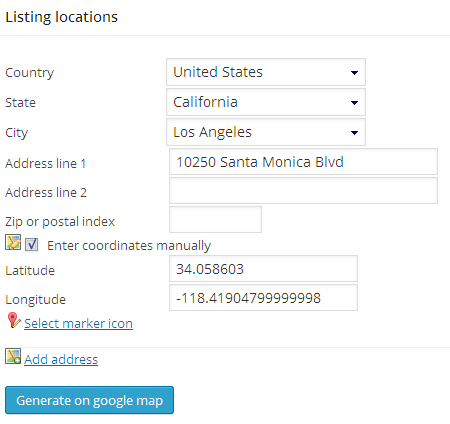 Listing locations
Country United States
State California
City Los Angeles
Address line 1 10250 Santa Monica Blvd
Address line 2
Zip or postal index
Enter coordinates manually
Latitude 34.058603
Longitude -118.41904799999998
Select marker icon
Add address
Generate on google map